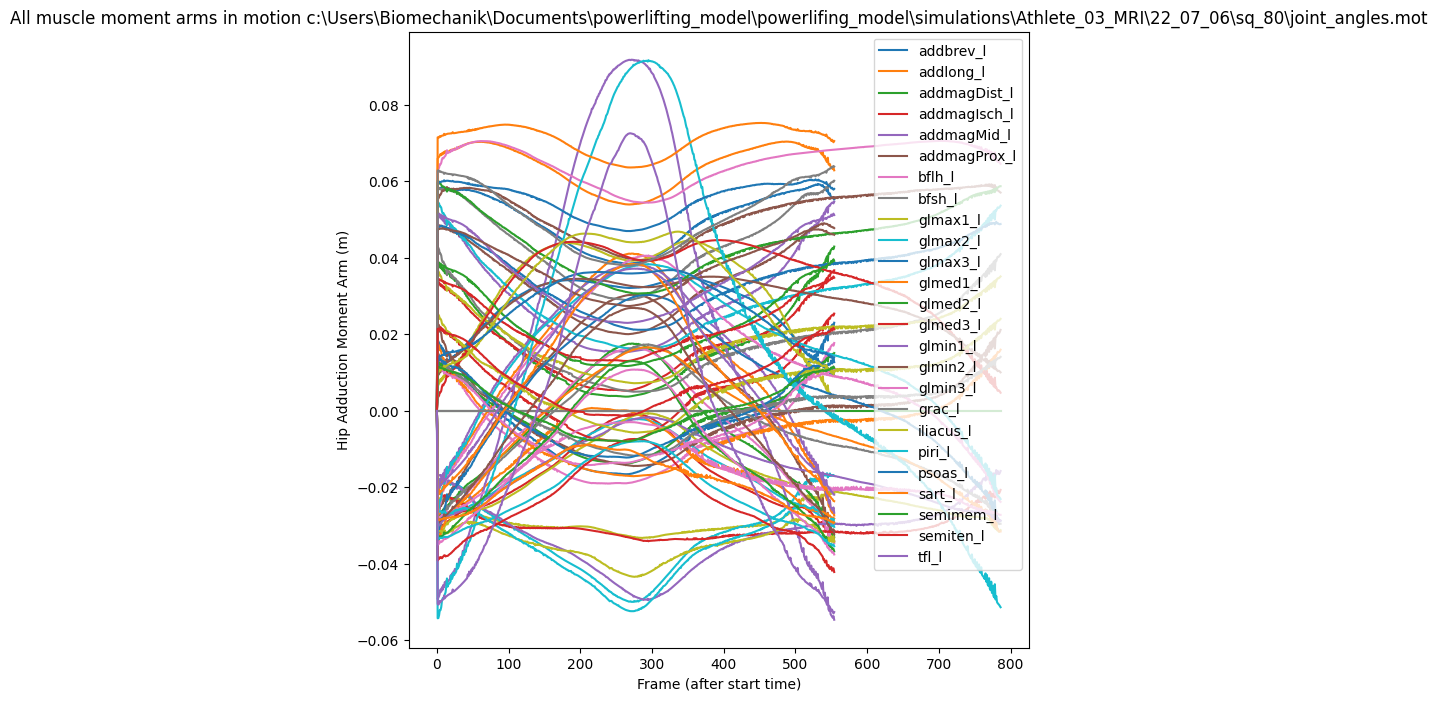 All muscle moment arms in motion c:\Users\Biomechanik\Documents\powerlifting_model\powerlifing_model\simulations\Athlete_03_MRI\22_07_06\sq_80\joint_angles.mot
addbrev_l
addlong_l
addmagDist_l
addmagIsch_l
addmagMid_l
addmagProx_l
bflh_l
bfsh_l
glmax1_l
glmax2_l
glmax3_l
glmed1_l
glmed2_l
glmed3_l
glmin1_l
glmin2_l
glmin3_l
grac_l
iliacus_l
piri_l
psoas_l
sart_l
semimem_l
semiten_l
tfl_l
Hip Adduction Moment Arm (m)
0.08
0.06
0.04
0.02
0.00
−0.02
−0.04
−0.06
0 100 200 300 400 500 600 700 800
Frame (after start time)